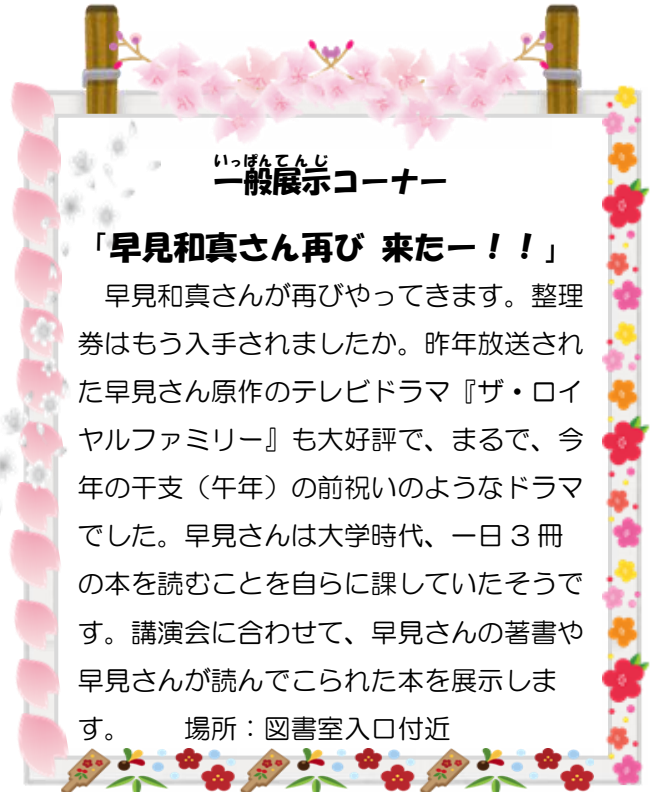 いっぱんてんじ
一般展示コーナー
「早見和真さん再び 来たー！！」
　早見和真さんが再びやってきます。整理
券はもう入手されましたか。昨年放送され
た早見さん原作のテレビドラマ『ザ・ロイ
ヤルファミリー』も大好評で、まるで、今
年の干支（午年）の前祝いのようなドラマ
でした。早見さんは大学時代、一日３冊
の本を読むことを自らに課していたそうで
す。講演会に合わせて、早見さんの著書や
早見さんが読んでこられた本を展示しま
す。　　場所：図書室入口付近